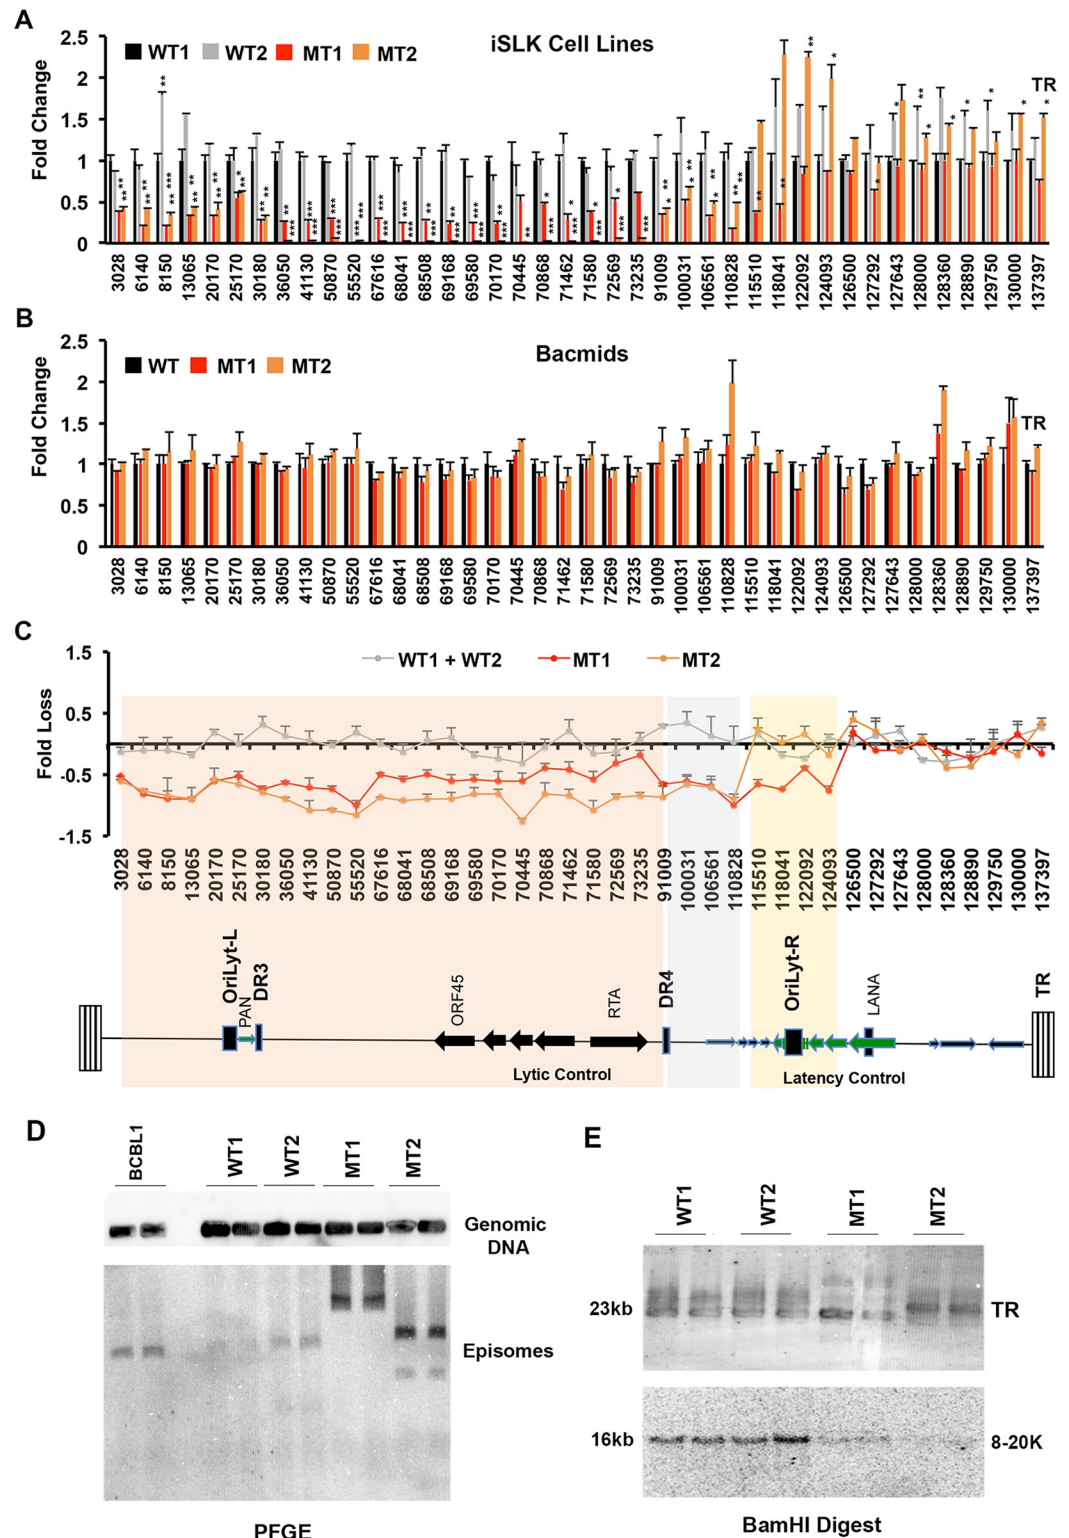 A
iSLK Cell Lines
WT1 WT2 MT1 MT2
Fold Change
2.5
2
1.5
1
0.5
0
TR
3028 6140 8150 13065 20170 25170 30180 36050 41130 50870 55520 67616 68041 68508 69168 69580 70170 70445 70868 71462 71580 72569 73235 91009 100031 106561 110828 115510 118041 122092 124093 126500 127292 127643 128000 128360 128890 129750 130000 137397
B
Bacmids
WT MT1 MT2
Fold Change
2.5
2
1.5
1
0.5
0
TR
3028 6140 8150 13065 20170 25170 30180 36050 41130 50870 55520 67616 68041 68508 69168 69580 70170 70445 70868 71462 71580 72569 73235 91009 100031 106561 110828 115510 118041 122092 124093 126500 127292 127643 128000 128360 128890 129750 130000 137397
C
WT1 + WT2 MT1 MT2
Fold Loss
1.5
0.5
-0.5
-1.5
3028 6140 8150 13065 20170 25170 30180 36050 41130 50870 55520 67616 68041 68508 69168 69580 70170 70445 70868 71462 71580 72569 73235 91009 100031 106561 110828 115510 118041 122092 124093 126500 127292 127643 128000 128360 128890 129750 130000 137397
OriLyt-L
PAN
DR3
ORF45
RTA
DR4
OriLyt-R
LANA
TR
Lytic Control
Latency Control
D
BCBL1 WT1 WT2 MT1 MT2
Genomic
DNA
Episomes
PFGE
E
WT1 WT2 MT1 MT2
23kb
TR
16kb
8-20K
BamHI Digest